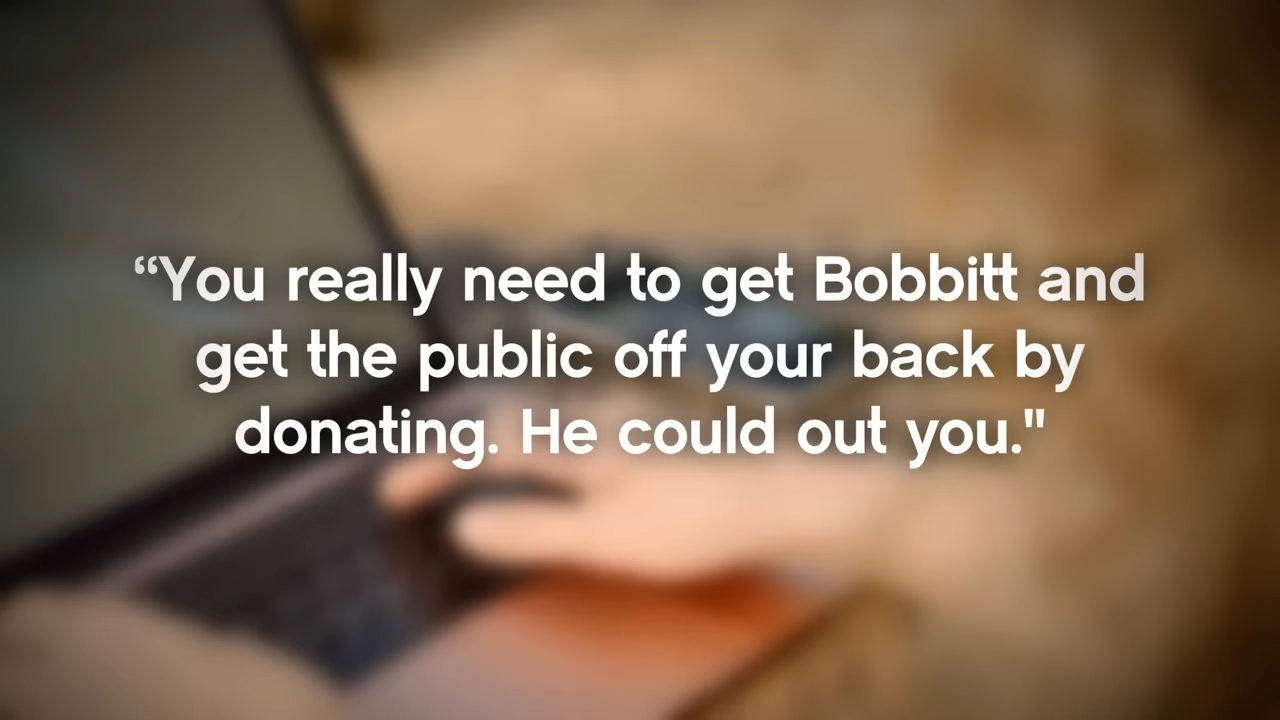 “You really need to get Bobbitt and
get the public off your back by
donating. He could out you."